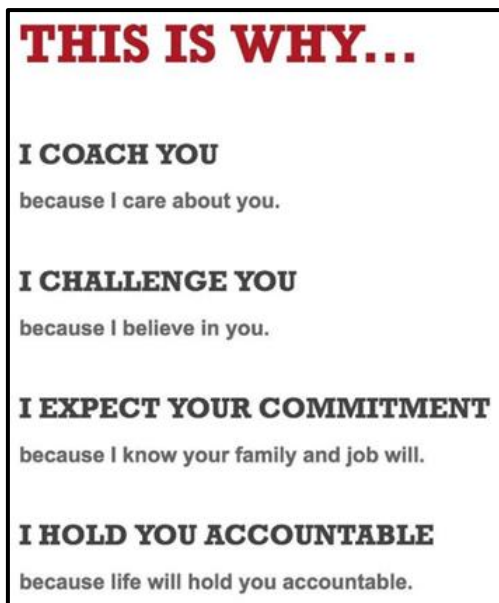 THIS IS WHY...
I COACH YOU
because I care about you.
I CHALLENGE YOU
because I believe in you.
I EXPECT YOUR COMMITMENT
because I know your family and job will.
I HOLD YOU ACCOUNTABLE
because life will hold you accountable.